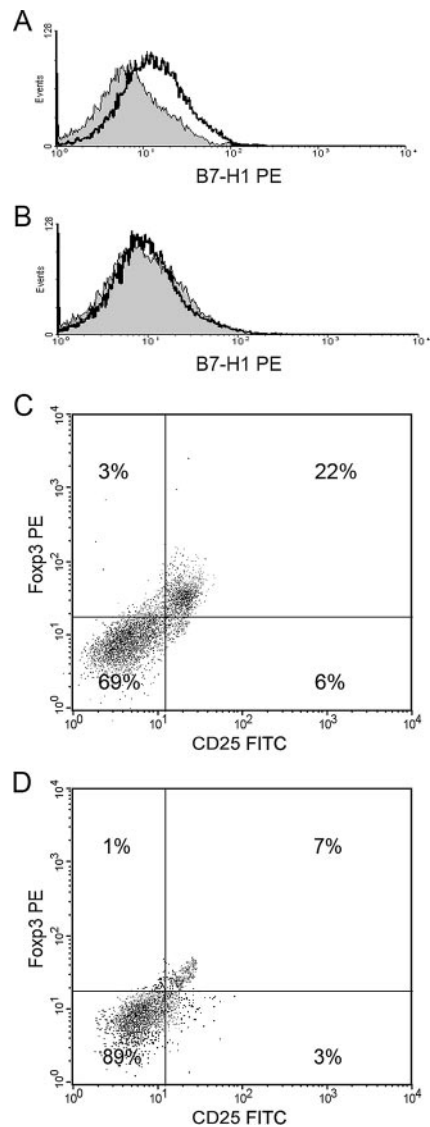 A
128
Events
0
10⁰ 10¹ 10² 10³ 10⁴
B7-H1 PE
B
128
Events
0
10⁰ 10¹ 10² 10³ 10⁴
B7-H1 PE
C
10⁴
3% 22%
10³
Foxp3 PE
10²
10¹
69% 6%
10⁰
10⁰ 10¹ 10² 10³ 10⁴
CD25 FITC
D
10⁴
1% 7%
10³
Foxp3 PE
10²
10¹
89% 3%
10⁰
10⁰ 10¹ 10² 10³ 10⁴
CD25 FITC